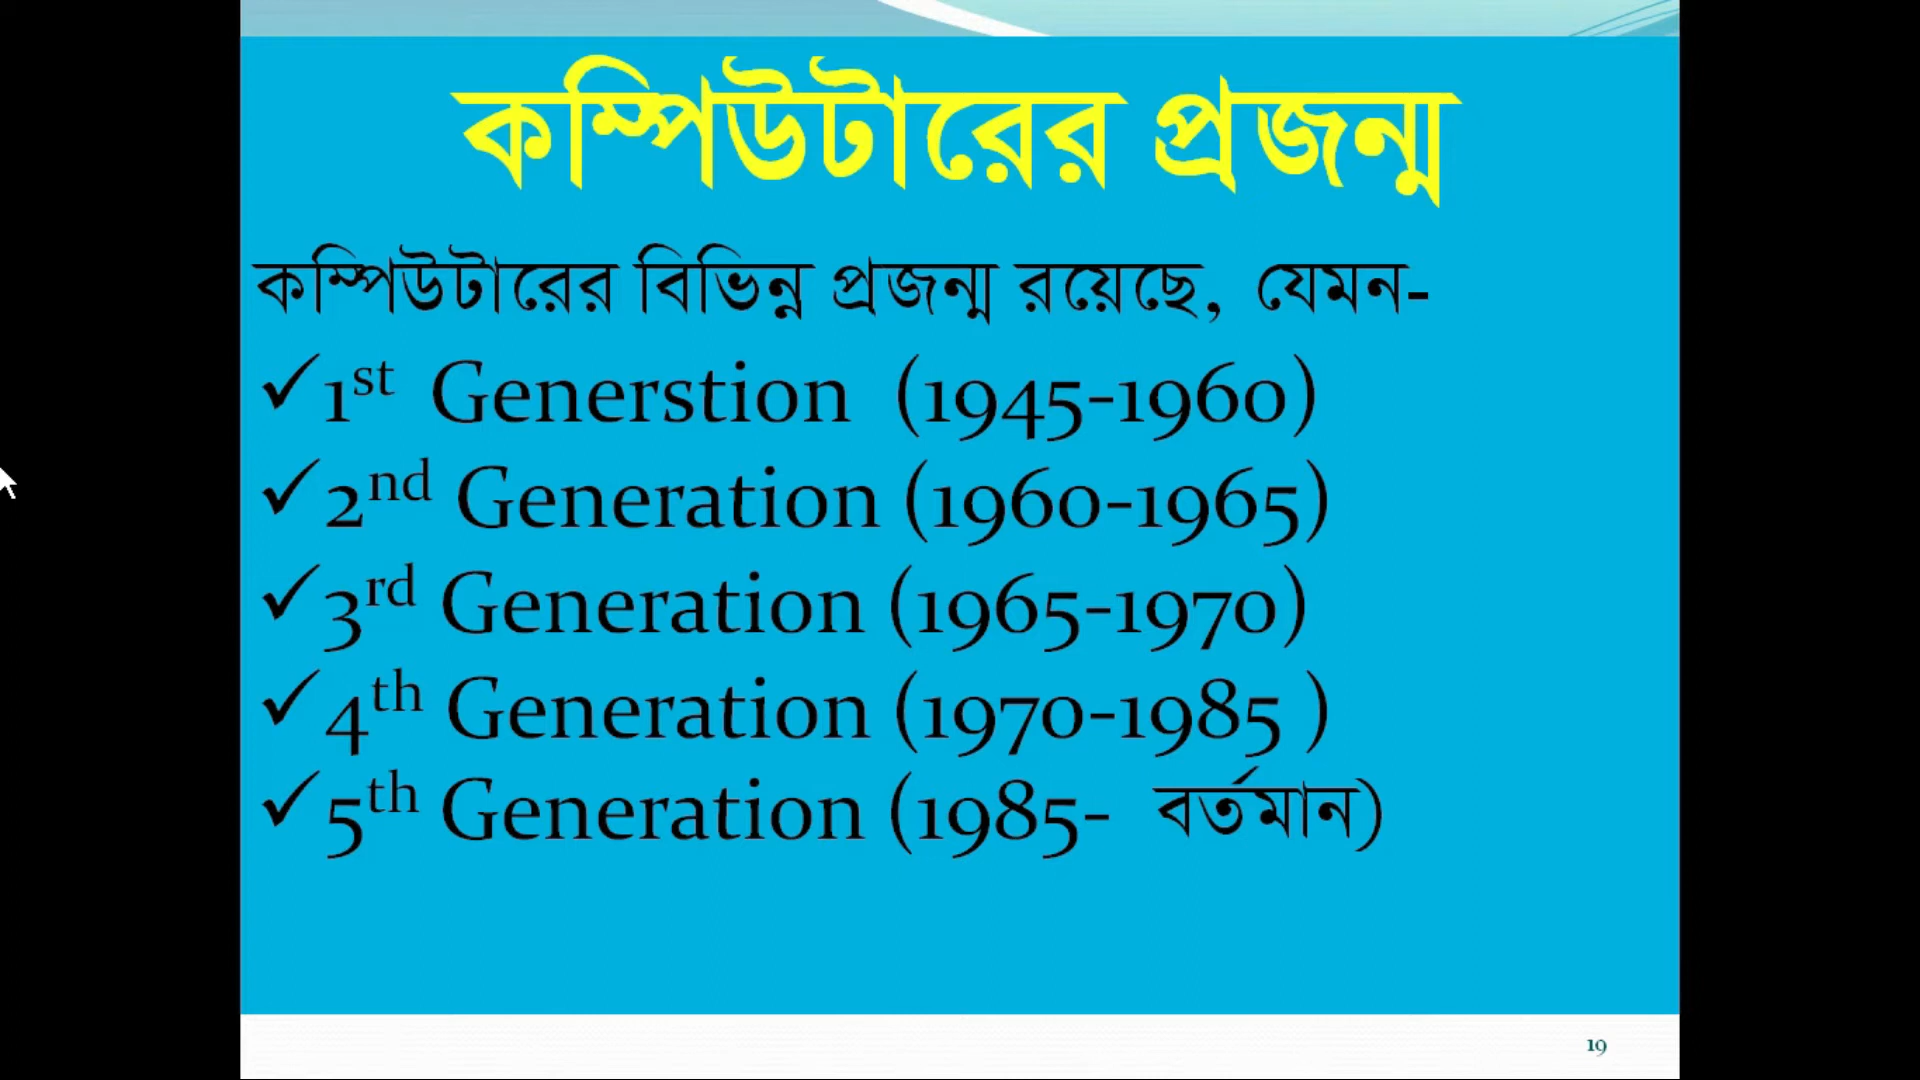 কম্পিউটারের প্রজন্ম
কম্পিউটারের বিভিন্ন প্রজন্ম রয়েছে, যেমন-
✓1st Generstion (1945-1960)
✓2nd Generation (1960-1965)
✓3rd Generation (1965-1970)
✓4th Generation (1970-1985 )
✓5th Generation (1985- বর্তমান)
19